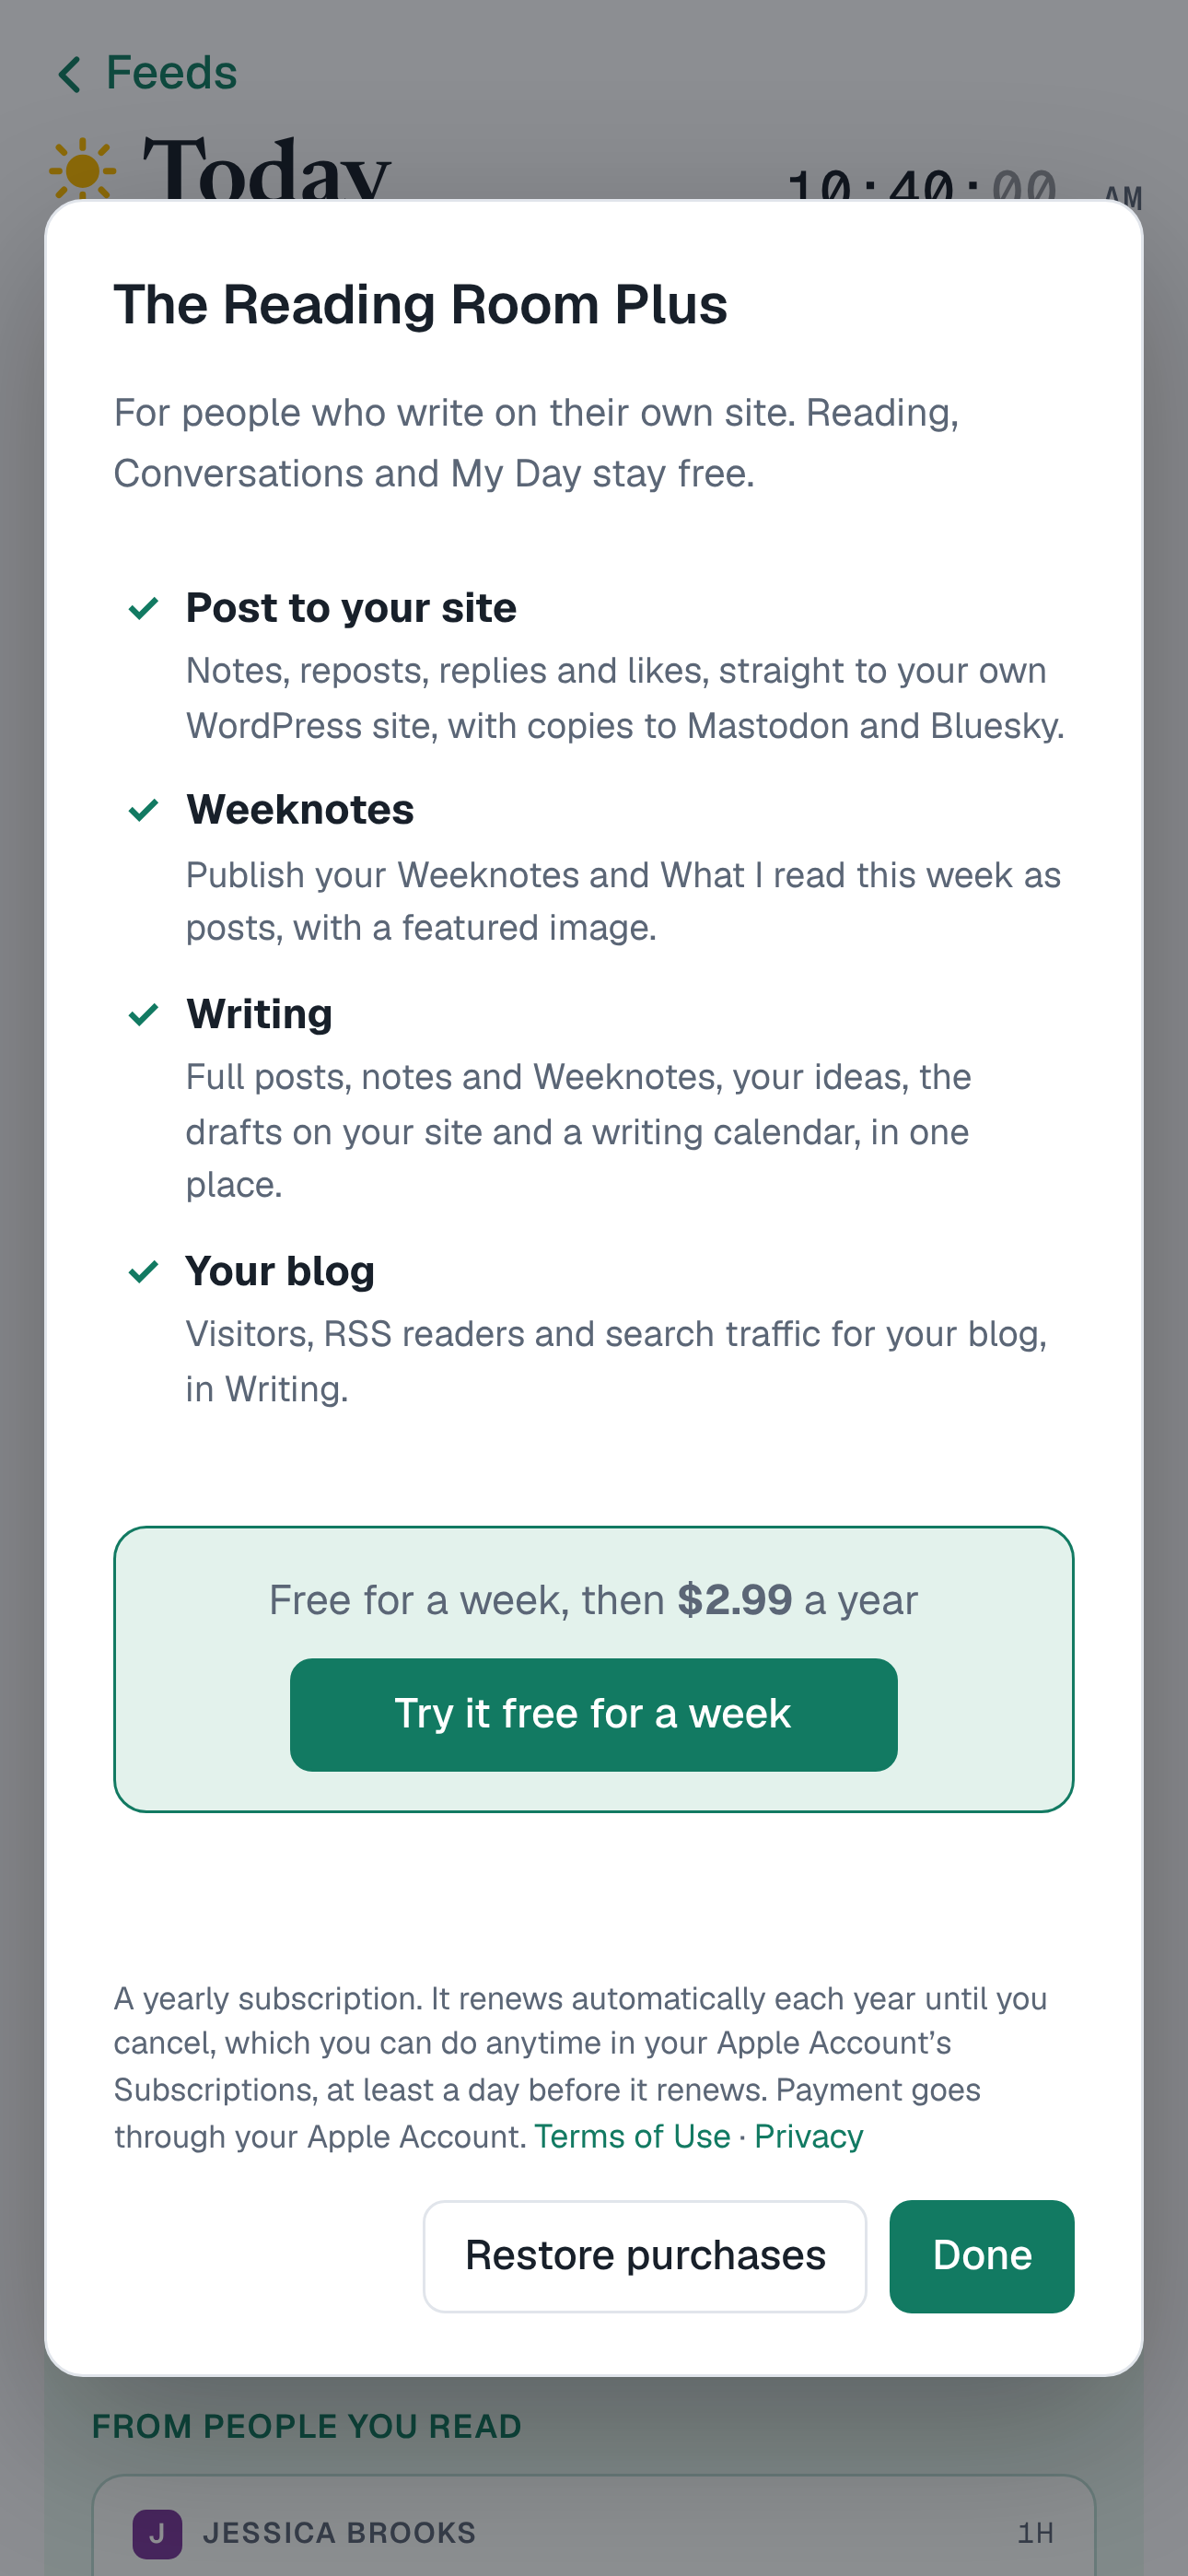 Feeds
Today
10:40:00 AM
The Reading Room Plus
For people who write on their own site. Reading,
Conversations and My Day stay free.
Post to your site
Notes, reposts, replies and likes, straight to your own
WordPress site, with copies to Mastodon and Bluesky.
Weeknotes
Publish your Weeknotes and What I read this week as
posts, with a featured image.
Writing
Full posts, notes and Weeknotes, your ideas, the
drafts on your site and a writing calendar, in one
place.
Your blog
Visitors, RSS readers and search traffic for your blog,
in Writing.
Free for a week, then $2.99 a year
Try it free for a week
A yearly subscription. It renews automatically each year until you
cancel, which you can do anytime in your Apple Account’s
Subscriptions, at least a day before it renews. Payment goes
through your Apple Account. Terms of Use · Privacy
Restore purchases
Done
FROM PEOPLE YOU READ
J JESSICA BROOKS 1H